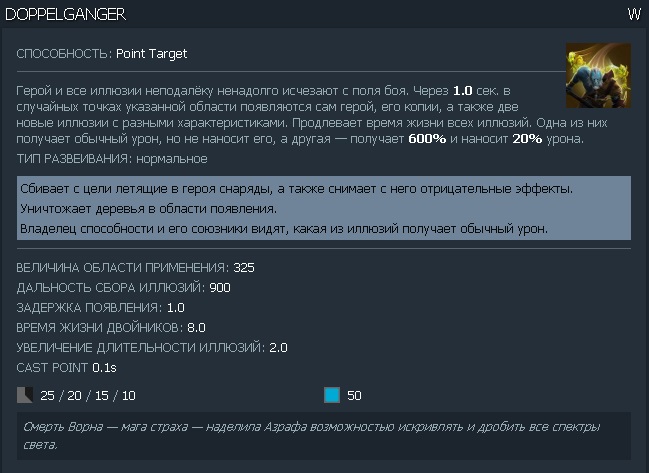 DOPPELGANGER W
СПОСОБНОСТЬ: Point Target
Герой и все иллюзии неподалёку ненадолго исчезают с поля боя. Через 1.0 сек. в
случайных точках указанной области появляются сам герой, его копии, а также две
новые иллюзии с разными характеристиками. Продлевает время жизни всех иллюзий. Одна из них
получает обычный урон, но не наносит его, а другая — получает 600% и наносит 20% урона.
ТИП РАЗВЕИВАНИЯ: нормальное
Сбивает с цели летящие в героя снаряды, а также снимает с него отрицательные эффекты.
Уничтожает деревья в области появления.
Владелец способности и его союзники видят, какая из иллюзий получает обычный урон.
ВЕЛИЧИНА ОБЛАСТИ ПРИМЕНЕНИЯ: 325
ДАЛЬНОСТЬ СБОРА ИЛЛЮЗИЙ: 900
ЗАДЕРЖКА ПОЯВЛЕНИЯ: 1.0
ВРЕМЯ ЖИЗНИ ДВОЙНИКОВ: 8.0
УВЕЛИЧЕНИЕ ДЛИТЕЛЬНОСТИ ИЛЛЮЗИЙ: 2.0
CAST POINT 0.1s
25 / 20 / 15 / 10 50
Смерть Ворна — мага страха — наделила Азрафа возможностью искривлять и дробить все спектры
света.